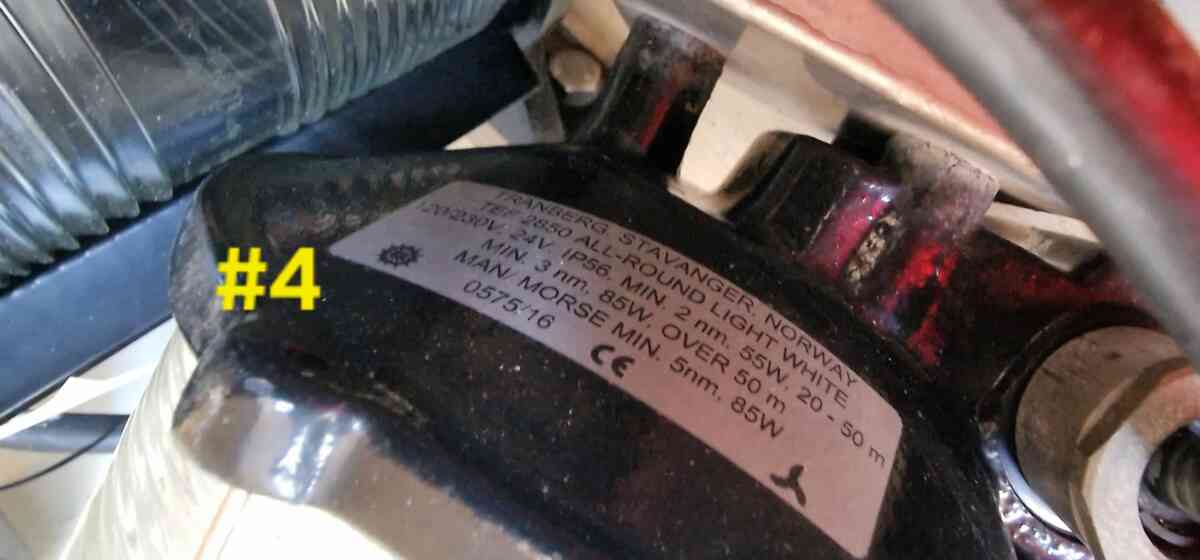 #4
TRANBERG, STAVANGER, NORWAY
TEF 2850 ALL-ROUND LIGHT WHITE
120/230V, 24V, IP56, MIN. 2 nm. 55W, 20 - 50 m
MIN. 3 nm. 85W, OVER 50 m
MAN/MORSE MIN. 5nm, 85W
0575/16
CE